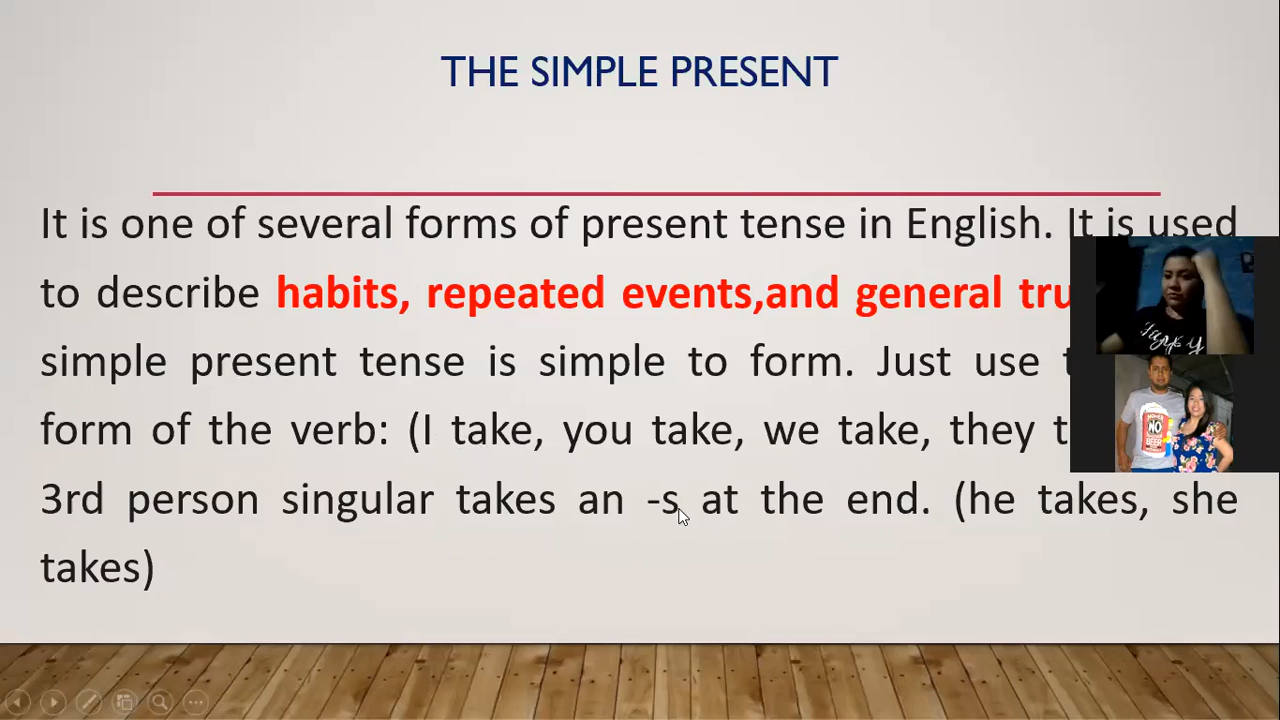 THE SIMPLE PRESENT
It is one of several forms of present tense in English. It is used
to describe habits, repeated events,and general
simple present tense is simple to form. Just use
form of the verb: (I take, you take, we take, they
3rd person singular takes an -s at the end. (he takes, she
takes)
NO
BEER